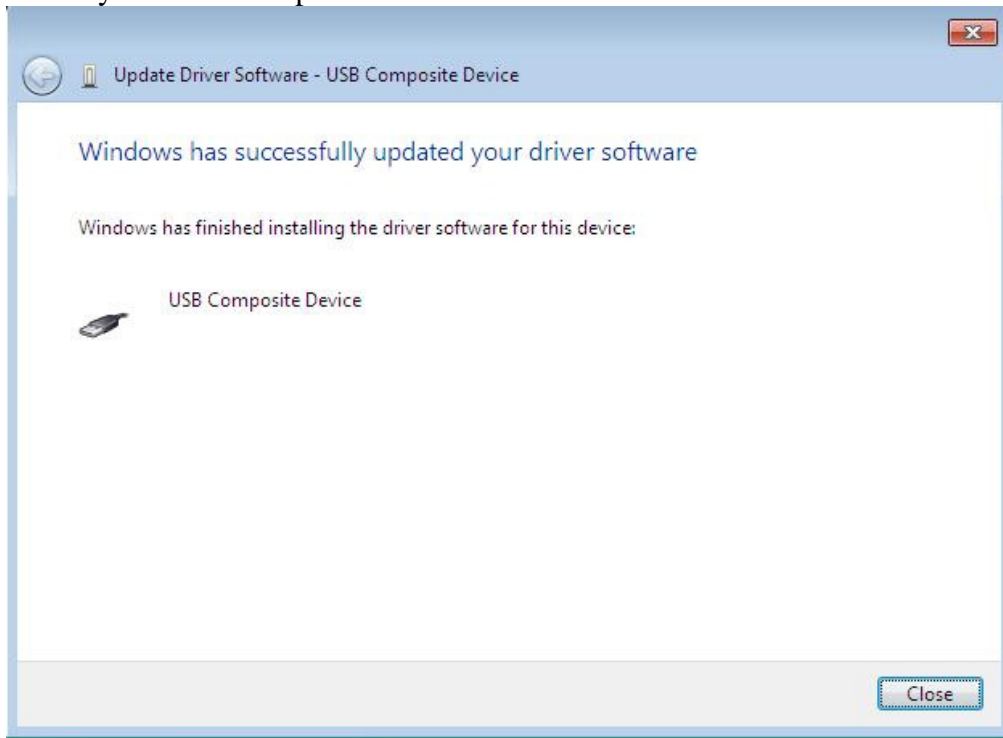 Update Driver Software - USB Composite Device
Windows has successfully updated your driver software
Windows has finished installing the driver software for this device:
USB Composite Device
Close